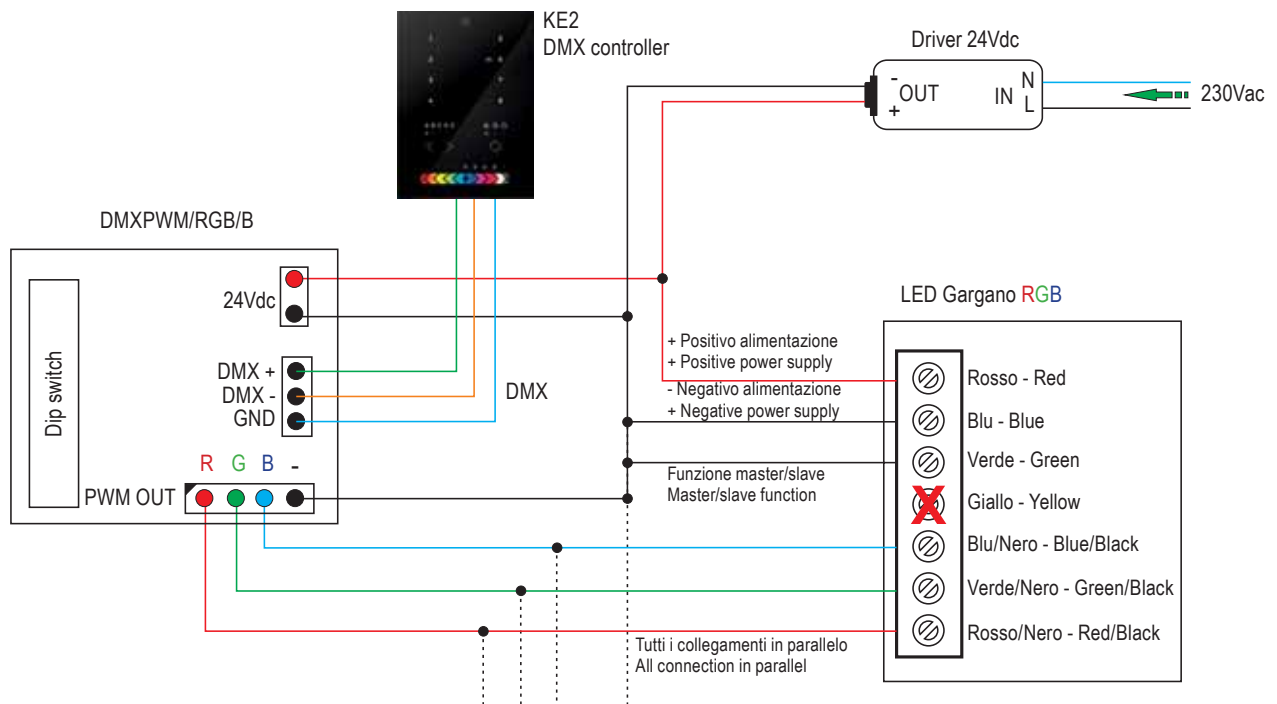 KE2
DMX controller
Driver 24Vdc
-
OUT
+
IN
N
L
230Vac
DMXPWM/RGB/B
24Vdc
Dip switch
DMX +
DMX -
GND
DMX
R G B -
PWM OUT
LED Gargano RGB
+ Positivo alimentazione
+ Positive power supply
- Negativo alimentazione
+ Negative power supply
Funzione master/slave
Master/slave function
Rosso - Red
Blu - Blue
Verde - Green
Giallo - Yellow
Blu/Nero - Blue/Black
Verde/Nero - Green/Black
Rosso/Nero - Red/Black
Tutti i collegamenti in parallelo
All connection in parallel